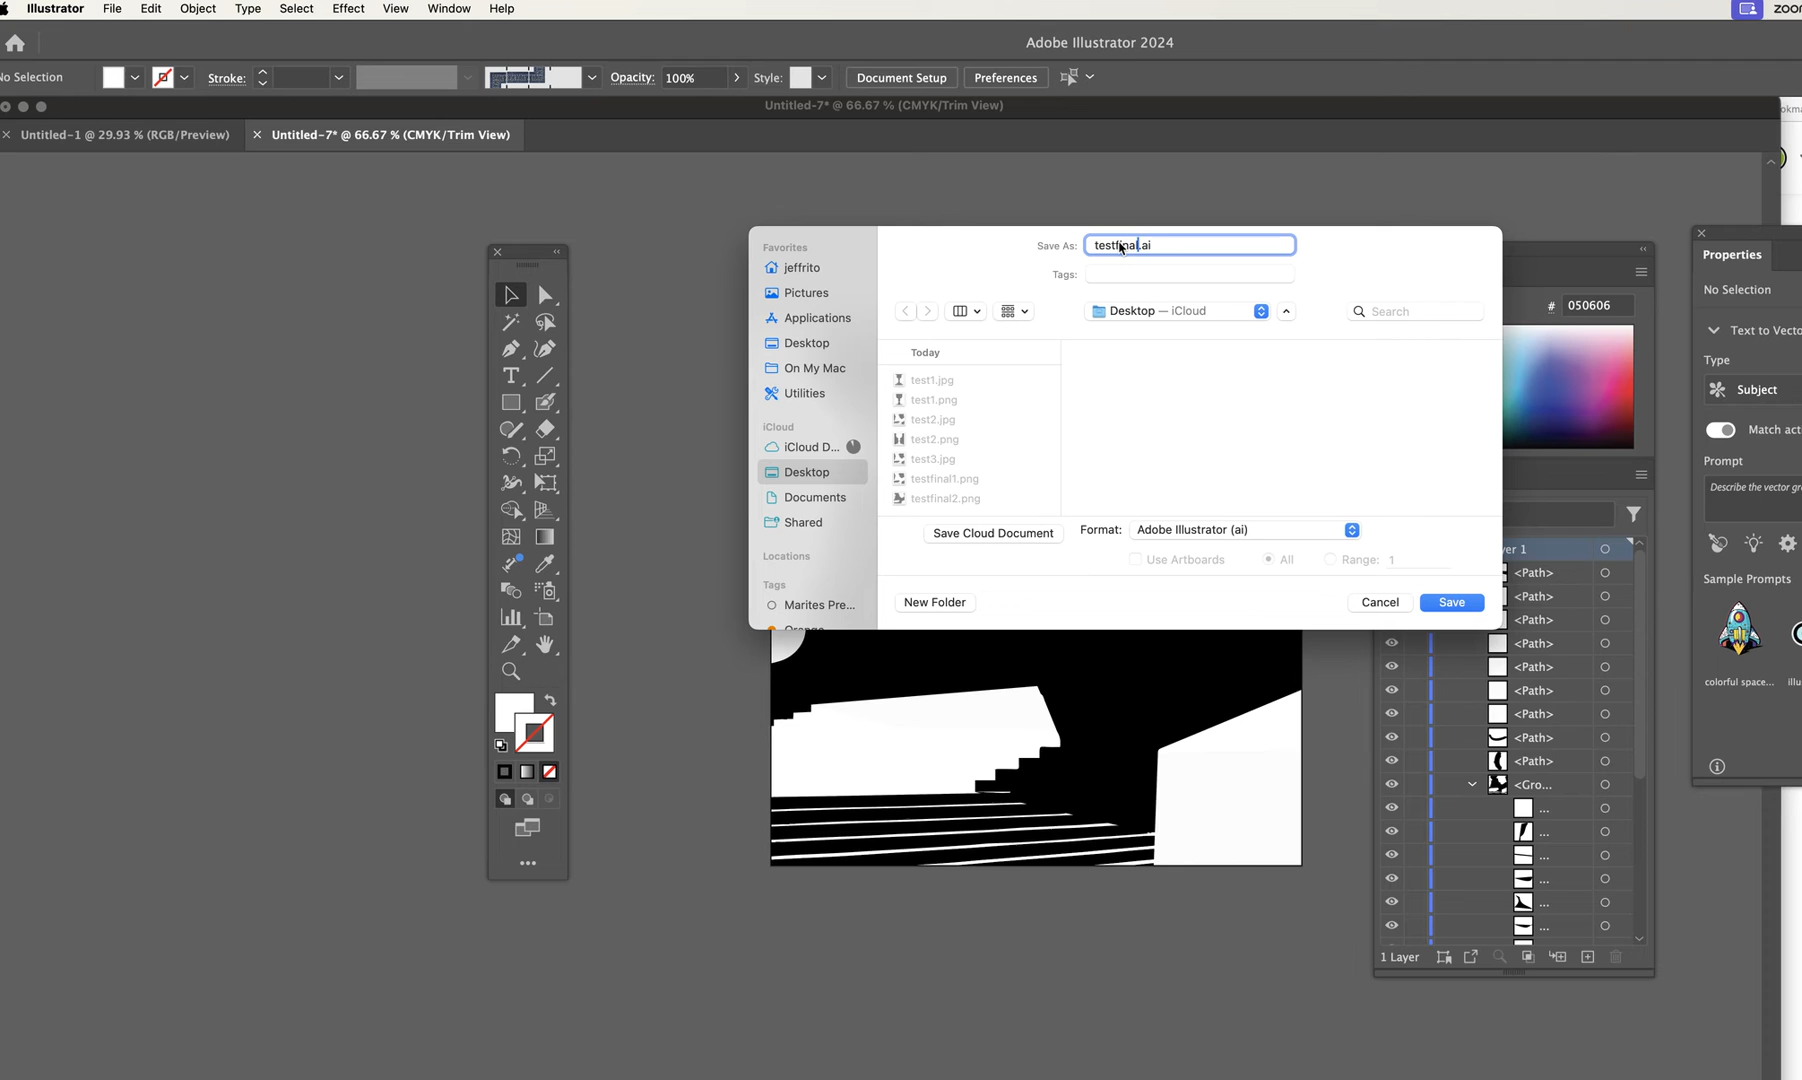 Illustrator File Edit Object Type Select Effect View Window Help
Adobe Illustrator 2024
No Selection Stroke: Opacity: 100% Style: Document Setup Preferences
Untitled-7* @ 66.67 % (CMYK/Trim View)
Untitled-1 @ 29.93 % (RGB/Preview)
Untitled-7* @ 66.67 % (CMYK/Trim View)
Favorites
jeffrito
Pictures
Applications
Desktop
On My Mac
Utilities
iCloud
iCloud D...
Desktop
Documents
Shared
Locations
Tags
Marites Pre...
Orange
Save As: testfinal.ai
Tags:
Desktop — iCloud
Search
Today
test1.jpg
test1.png
test2.jpg
test2.png
test3.jpg
testfinal1.png
testfinal2.png
Save Cloud Document
Format: Adobe Illustrator (ai)
Use Artboards All Range: 1
New Folder
Cancel
Save
# 050606
yer 1
<Path>
<Path>
<Path>
<Path>
<Path>
<Path>
<Path>
<Path>
<Path>
<Gro...
...
...
...
...
...
...
1 Layer
Properties
No Selection
Text to Vecto
Type
Subject
Match act
Prompt
Describe the vector gr
Sample Prompts
colorful space...
illu